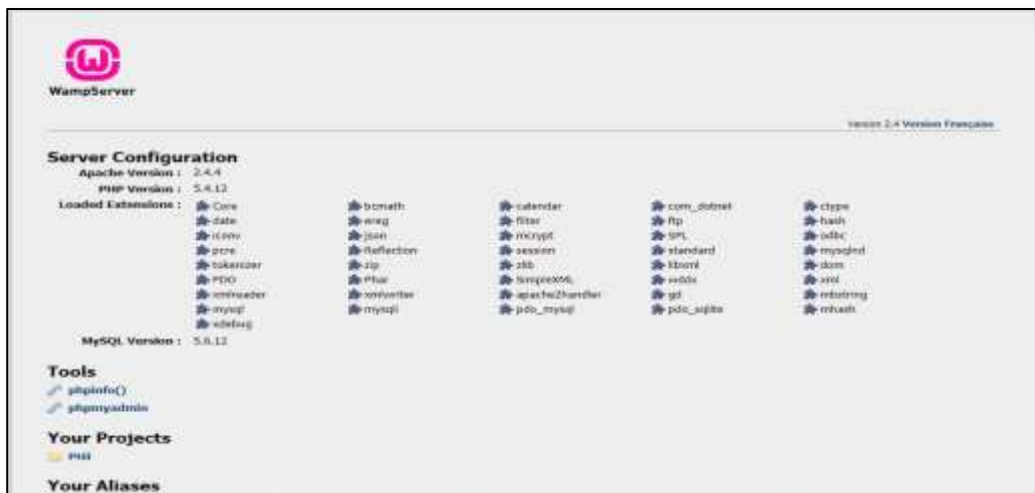 WampServer
Version 2.4 Version Française
Server Configuration
Apache Version : 2.4.4
PHP Version : 5.4.12
Loaded Extensions : Core bcmath calendar com_dotnet ctype
date ereg filter ftp hash
iconv json mcrypt SPL odbc
pcre Reflection session standard mysqlnd
tokenizer zip zlib libxml dom
PDO Phar SimpleXML wddx xml
xmlreader xmlwriter apache2handler gd mbstring
mysql mysqli pdo_mysql pdo_sqlite mhash
xdebug
MySQL Version : 5.6.12
Tools
phpinfo()
phpmyadmin
Your Projects
Your Aliases